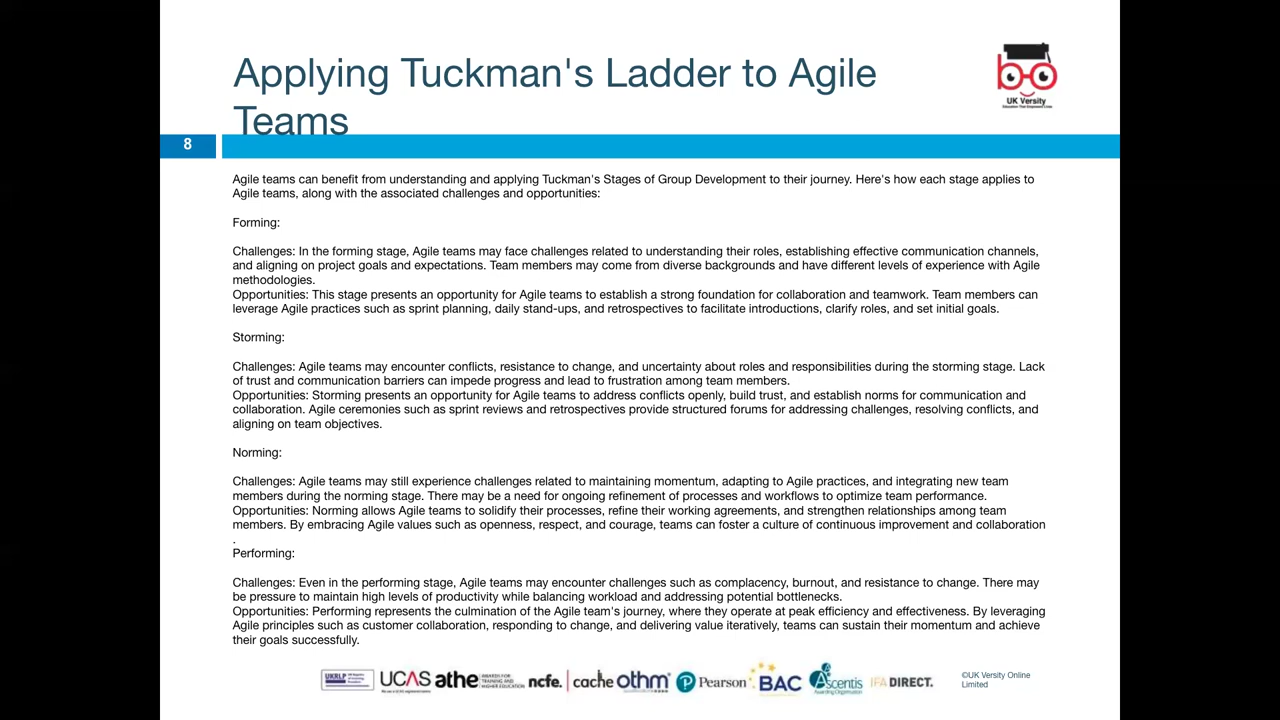 Applying Tuckman's Ladder to Agile
Teams
UK Versity
8
Agile teams can benefit from understanding and applying Tuckman's Stages of Group Development to their journey. Here's how each stage applies to
Agile teams, along with the associated challenges and opportunities:
Forming:
Challenges: In the forming stage, Agile teams may face challenges related to understanding their roles, establishing effective communication channels,
and aligning on project goals and expectations. Team members may come from diverse backgrounds and have different levels of experience with Agile
methodologies.
Opportunities: This stage presents an opportunity for Agile teams to establish a strong foundation for collaboration and teamwork. Team members can
leverage Agile practices such as sprint planning, daily stand-ups, and retrospectives to facilitate introductions, clarify roles, and set initial goals.
Storming:
Challenges: Agile teams may encounter conflicts, resistance to change, and uncertainty about roles and responsibilities during the storming stage. Lack
of trust and communication barriers can impede progress and lead to frustration among team members.
Opportunities: Storming presents an opportunity for Agile teams to address conflicts openly, build trust, and establish norms for communication and
collaboration. Agile ceremonies such as sprint reviews and retrospectives provide structured forums for addressing challenges, resolving conflicts, and
aligning on team objectives.
Norming:
Challenges: Agile teams may still experience challenges related to maintaining momentum, adapting to Agile practices, and integrating new team
members during the norming stage. There may be a need for ongoing refinement of processes and workflows to optimize team performance.
Opportunities: Norming allows Agile teams to solidify their processes, refine their working agreements, and strengthen relationships among team
members. By embracing Agile values such as openness, respect, and courage, teams can foster a culture of continuous improvement and collaboration
.
Performing:
Challenges: Even in the performing stage, Agile teams may encounter challenges such as complacency, burnout, and resistance to change. There may
be pressure to maintain high levels of productivity while balancing workload and addressing potential bottlenecks.
Opportunities: Performing represents the culmination of the Agile team's journey, where they operate at peak efficiency and effectiveness. By leveraging
Agile principles such as customer collaboration, responding to change, and delivering value iteratively, teams can sustain their momentum and achieve
their goals successfully.
UKRLP UCAS athe AWARDS FOR TRAINING AND HIGHER EDUCATION ncfe. cache othm Pearson BAC Ascentis IFA DIRECT.
©UK Versity Online
Limited